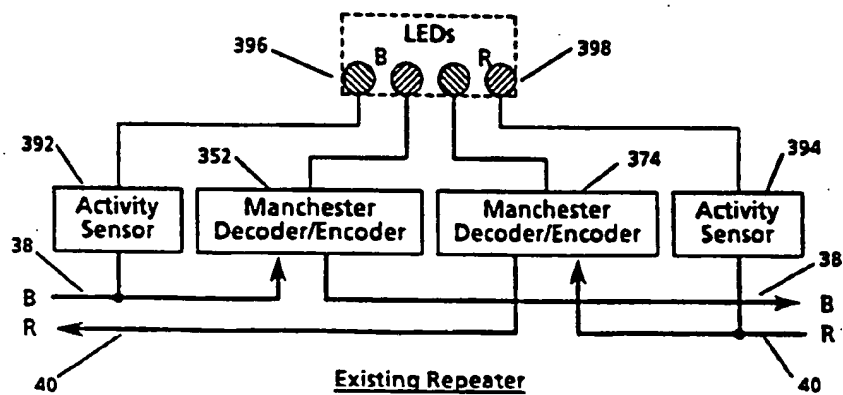 LEDs
396
B
R
398
392
352
374
394
Activity
Sensor
Manchester
Decoder/Encoder
Manchester
Decoder/Encoder
Activity
Sensor
38
38
B
B
R
R
40
40
Existing Repeater